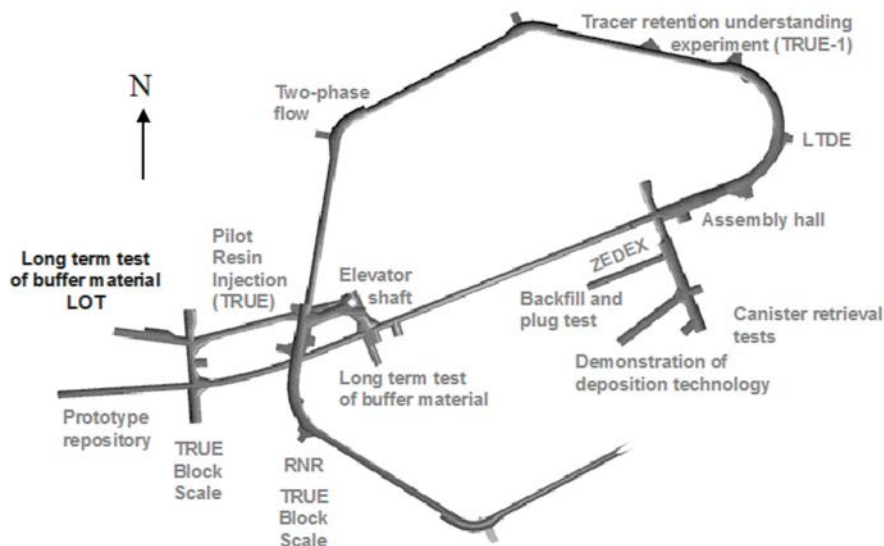 Tracer retention understanding
experiment (TRUE-1)
N
Two-phase
flow
LTDE
Assembly hall
Pilot
Resin
Injection
(TRUE)
Long term test
of buffer material
LOT
Elevator
shaft
ZEDEX
Backfill and
plug test
Canister retrieval
tests
Demonstration of
deposition technology
Long term test
of buffer material
Prototype
repository
TRUE
Block
Scale
RNR
TRUE
Block
Scale